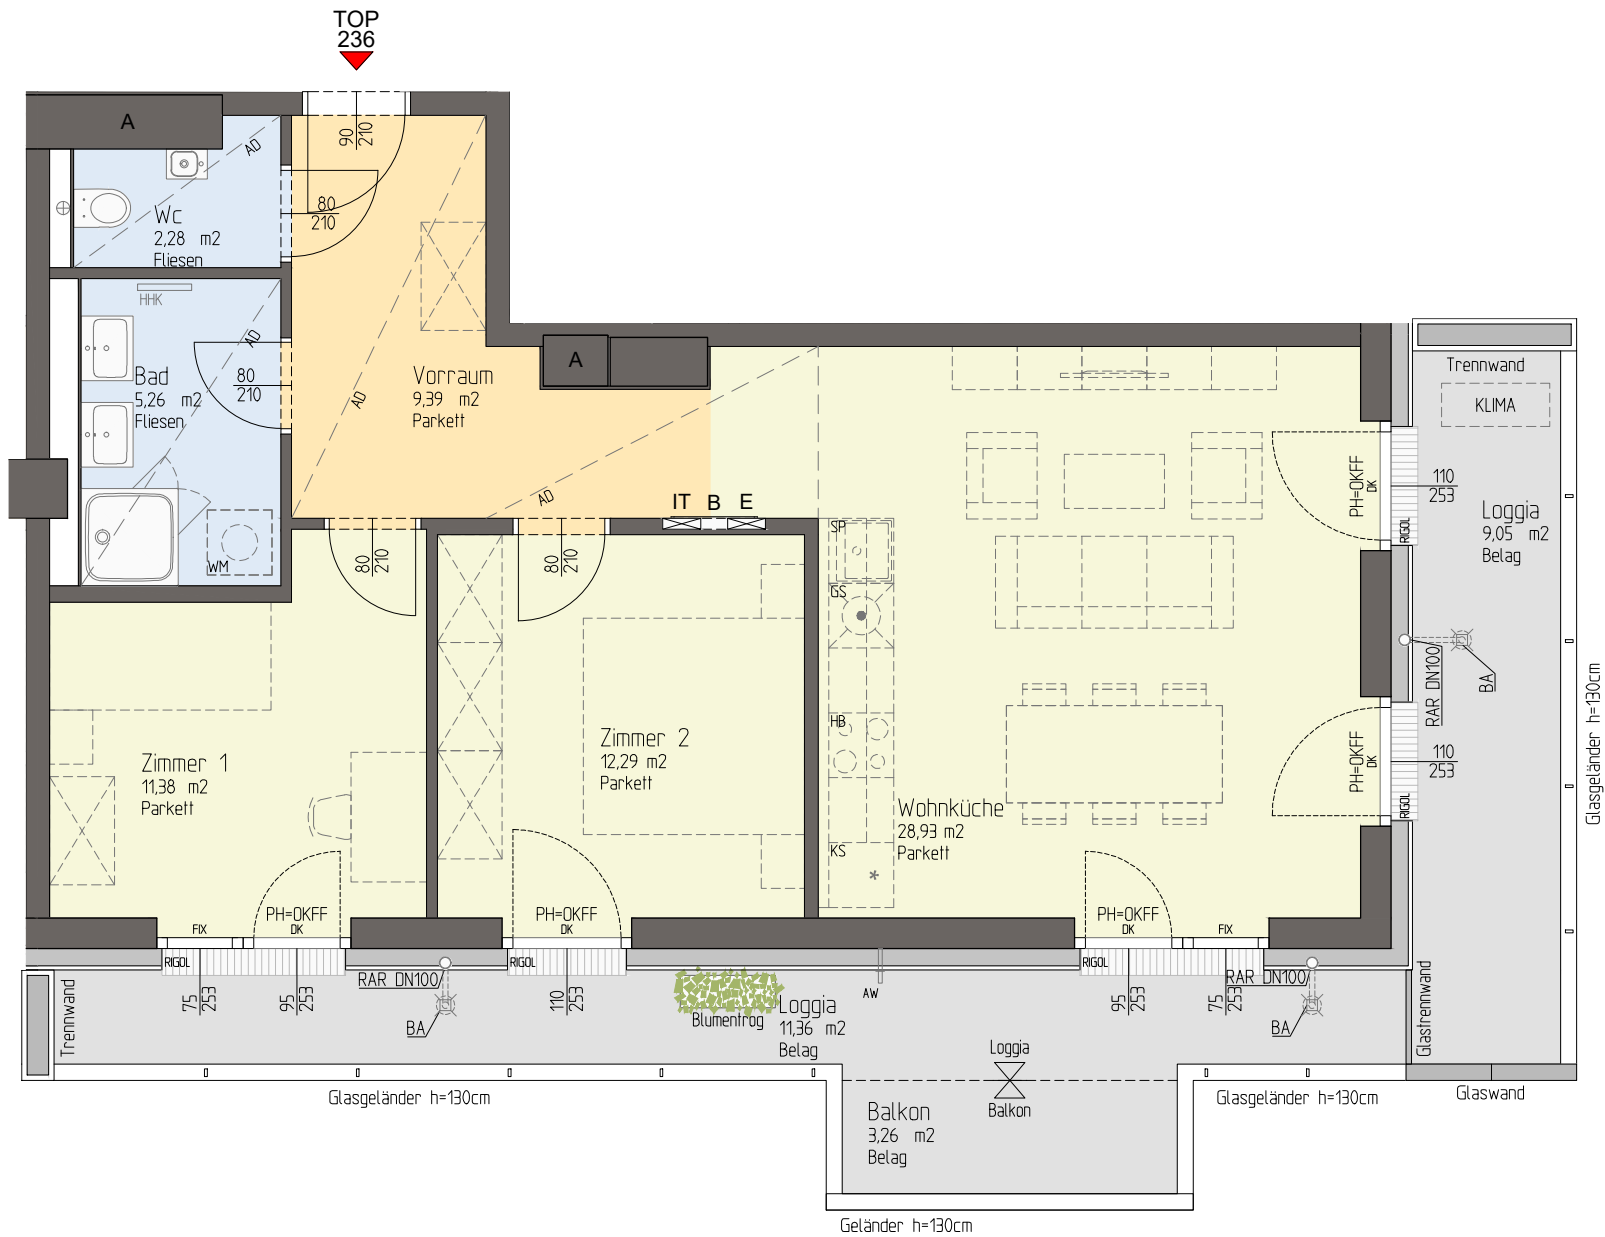 TOP
236
A
AD
90
210
80
210
Wc
2,28 m2
Fliesen
HHK
AD
Bad
5,26 m2
Fliesen
80
210
WM
AD
Vorraum
9,39 m2
Parkett
A
AD
IT B E
80
210
80
210
Trennwand
KLIMA
PH=OKFF
DK
110
253
RIGOL
Loggia
9,05 m2
Belag
SP
GS
HB
KS
*
RAR DN100
BA
Glasgeländer h=130cm
PH=OKFF
DK
110
253
RIGOL
Zimmer 1
11,38 m2
Parkett
Zimmer 2
12,29 m2
Parkett
Wohnküche
28,93 m2
Parkett
FIX
PH=OKFF
DK
PH=OKFF
DK
PH=OKFF
DK
FIX
RIGOL
RIGOL
RIGOL
Trennwand
75
253
95
253
RAR DN100
BA
110
253
Blumentrog
Loggia
11,36 m2
Belag
AW
95
253
75
253
RAR DN100
BA
Glastrennwand
Loggia
Balkon
Glasgeländer h=130cm
Glasgeländer h=130cm
Glaswand
Balkon
3,26 m2
Belag
Geländer h=130cm